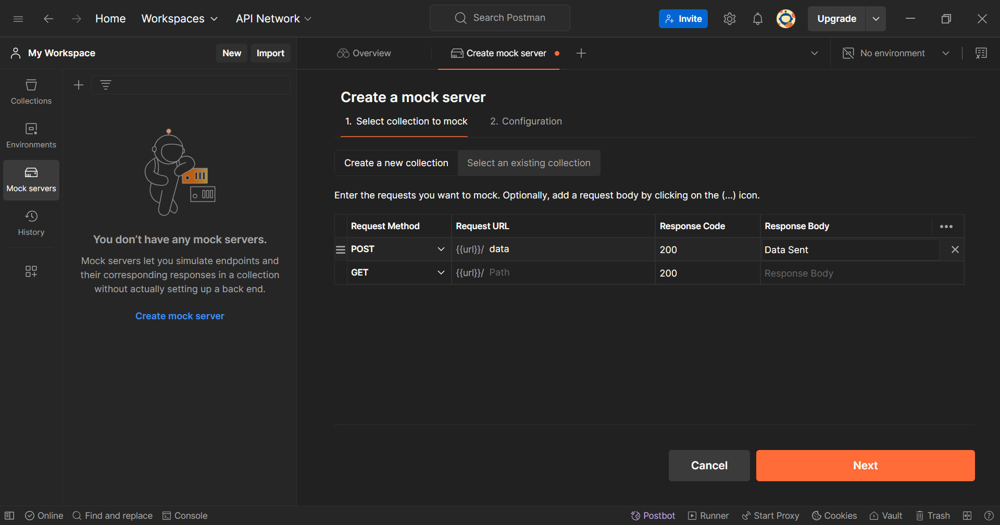 Home Workspaces API Network Search Postman Invite Upgrade
My Workspace New Import Overview Create mock server No environment
Collections
Environments
Mock servers
History
You don’t have any mock servers.
Mock servers let you simulate endpoints and
their corresponding responses in a collection
without actually setting up a back end.
Create mock server
Create a mock server
1. Select collection to mock 2. Configuration
Create a new collection Select an existing collection
Enter the requests you want to mock. Optionally, add a request body by clicking on the (...) icon.
Request Method Request URL Response Code Response Body
POST {{url}}/ data 200 Data Sent
GET {{url}}/ Path 200 Response Body
Cancel Next
Online Find and replace Console Postbot Runner Start Proxy Cookies Vault Trash